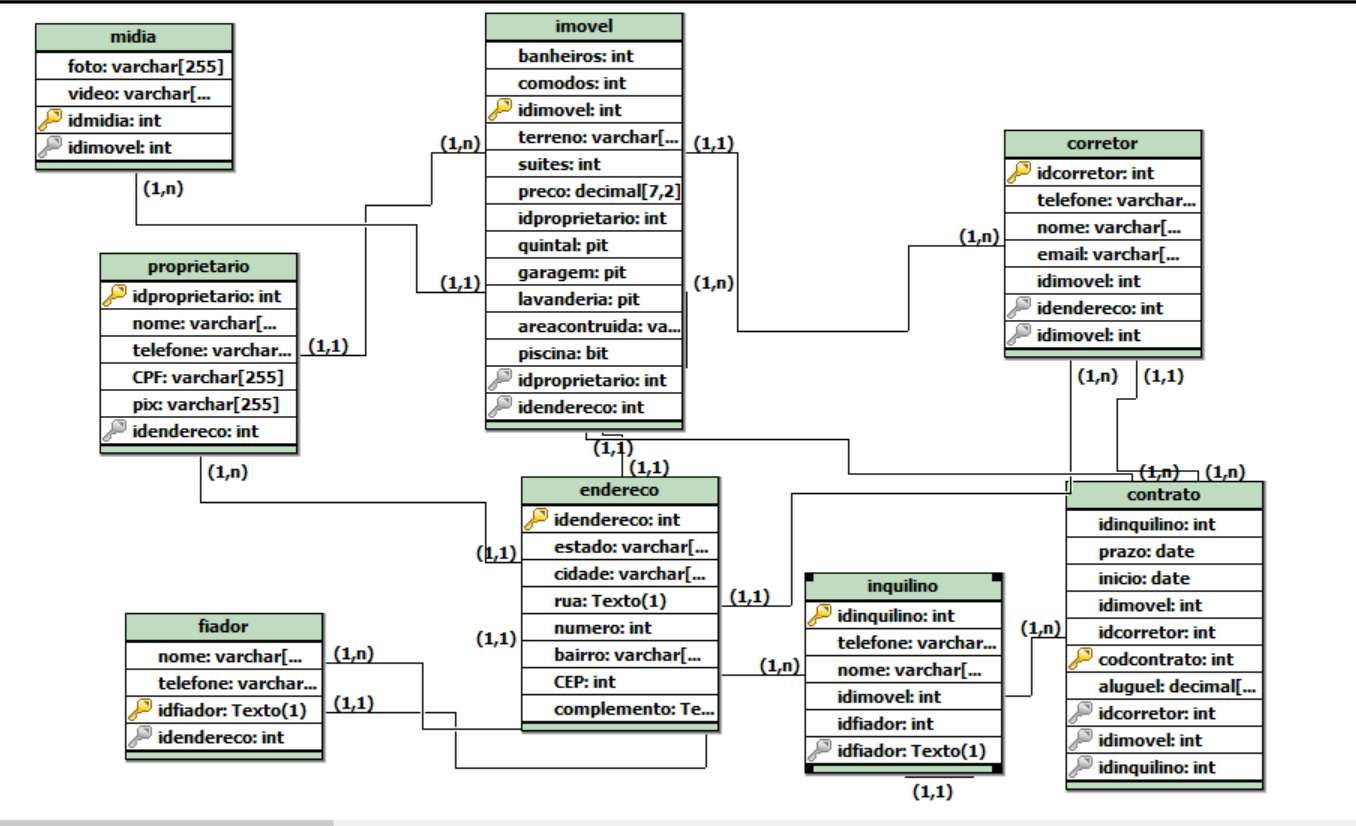 midia
foto: varchar[255]
video: varchar[...
idmidia: int
idimovel: int
(1,n)
imovel
banheiros: int
comodos: int
idimovel: int
terreno: varchar[...
suites: int
preco: decimal[7,2]
idproprietario: int
quintal: pit
garagem: pit
lavanderia: pit
areacontruida: va...
piscina: bit
idproprietario: int
idendereco: int
(1,n)
(1,1)
(1,1)
(1,n)
(1,1)
corretor
idcorretor: int
telefone: varchar...
nome: varchar[...
email: varchar[...
idimovel: int
idendereco: int
idimovel: int
(1,n)
(1,n)
(1,1)
proprietario
idproprietario: int
nome: varchar[...
telefone: varchar...
CPF: varchar[255]
pix: varchar[255]
idendereco: int
(1,1)
(1,n)
(1,1)
endereco
idendereco: int
estado: varchar[...
cidade: varchar[...
rua: Texto(1)
numero: int
bairro: varchar[...
CEP: int
complemento: Te...
(1,1)
(1,1)
(1,1)
fiador
nome: varchar[...
telefone: varchar...
idfiador: Texto(1)
idendereco: int
(1,n)
(1,1)
inquilino
idinquilino: int
telefone: varchar...
nome: varchar[...
idimovel: int
idfiador: int
idfiador: Texto(1)
(1,n)
(1,1)
(1,n)
(1,n)
(1,n)
contrato
idinquilino: int
prazo: date
inicio: date
idimovel: int
idcorretor: int
codcontrato: int
aluguel: decimal[...
idcorretor: int
idimovel: int
idinquilino: int